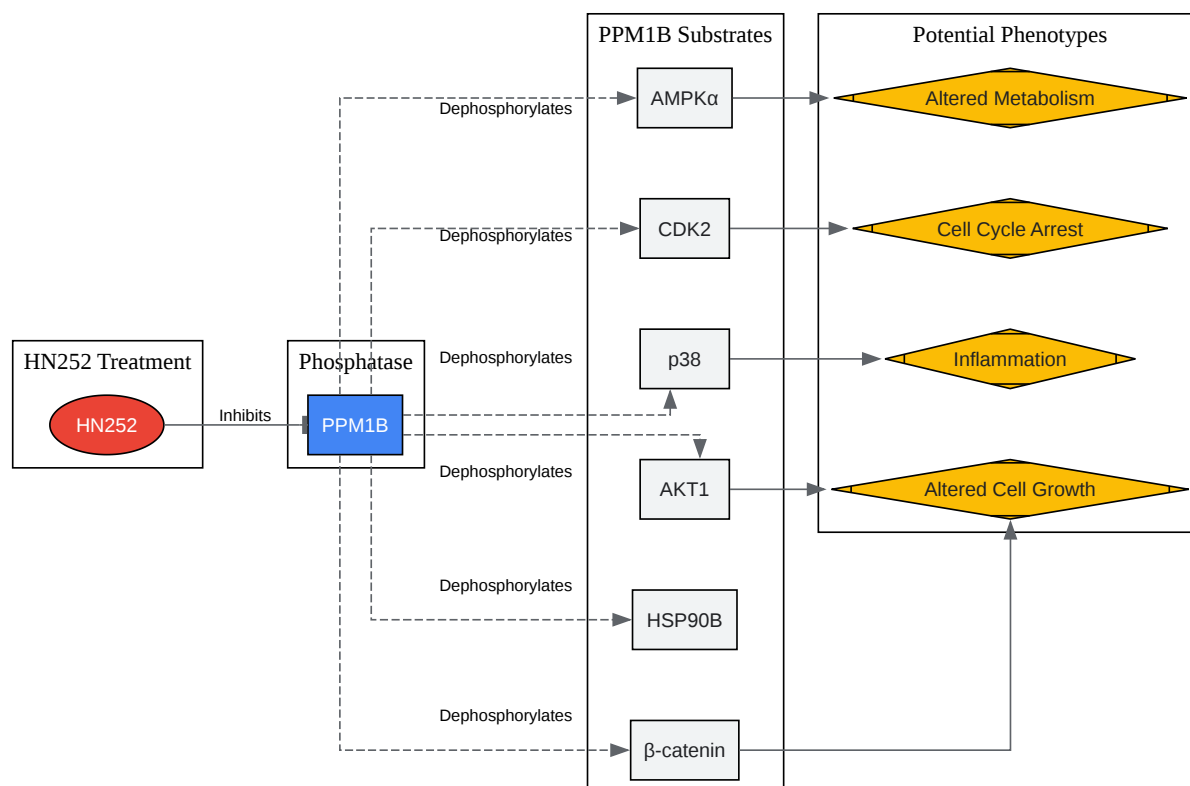 PPM1B Substrates
Potential Phenotypes
AMPKα
Altered Metabolism
Dephosphorylates
CDK2
Cell Cycle Arrest
Dephosphorylates
HN252 Treatment
Phosphatase
Dephosphorylates
p38
Inflammation
HN252
Inhibits
PPM1B
Dephosphorylates
AKT1
Altered Cell Growth
Dephosphorylates
HSP90B
Dephosphorylates
β-catenin